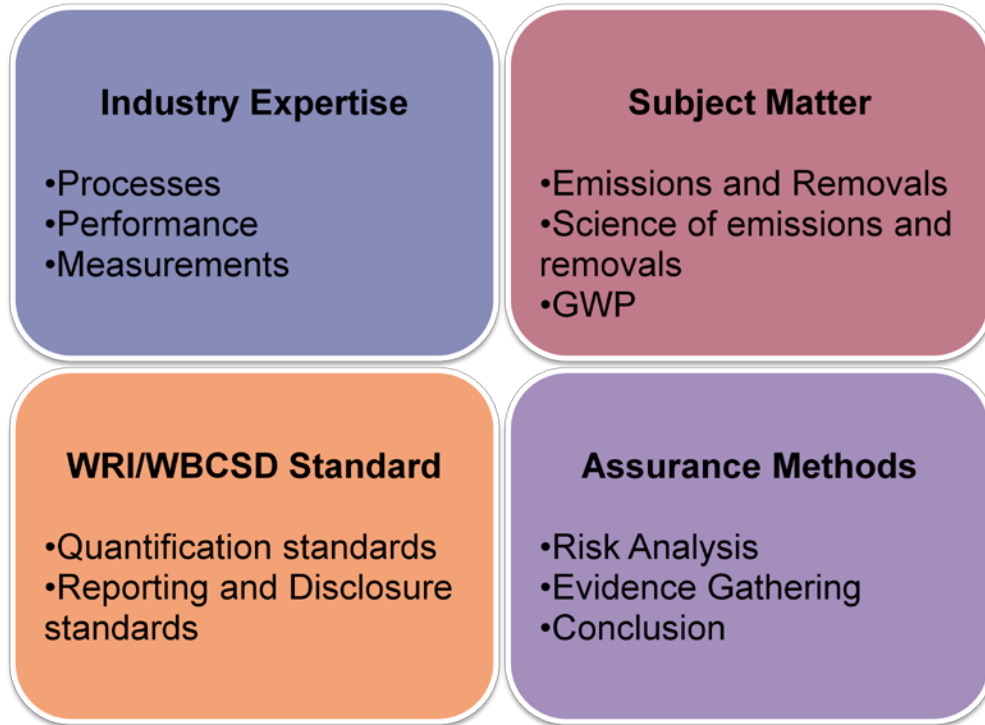 Industry Expertise
•Processes
•Performance
•Measurements
Subject Matter
•Emissions and Removals
•Science of emissions and
removals
•GWP
WRI/WBCSD Standard
•Quantification standards
•Reporting and Disclosure
standards
Assurance Methods
•Risk Analysis
•Evidence Gathering
•Conclusion